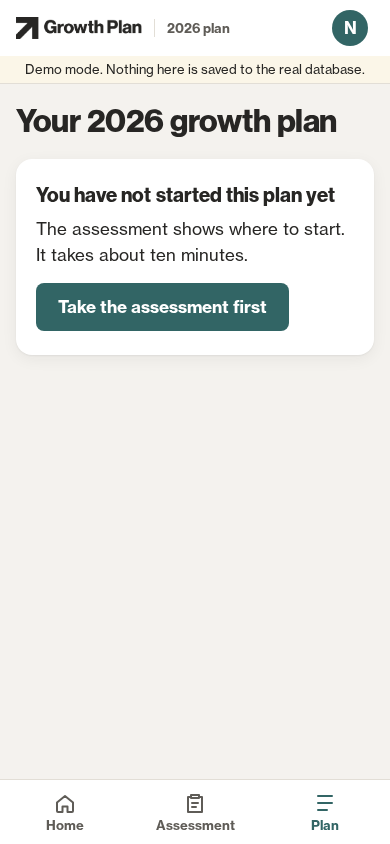 Growth Plan
2026 plan
N
Demo mode. Nothing here is saved to the real database.
Your 2026 growth plan
You have not started this plan yet
The assessment shows where to start.
It takes about ten minutes.
Take the assessment first
Home
Assessment
Plan